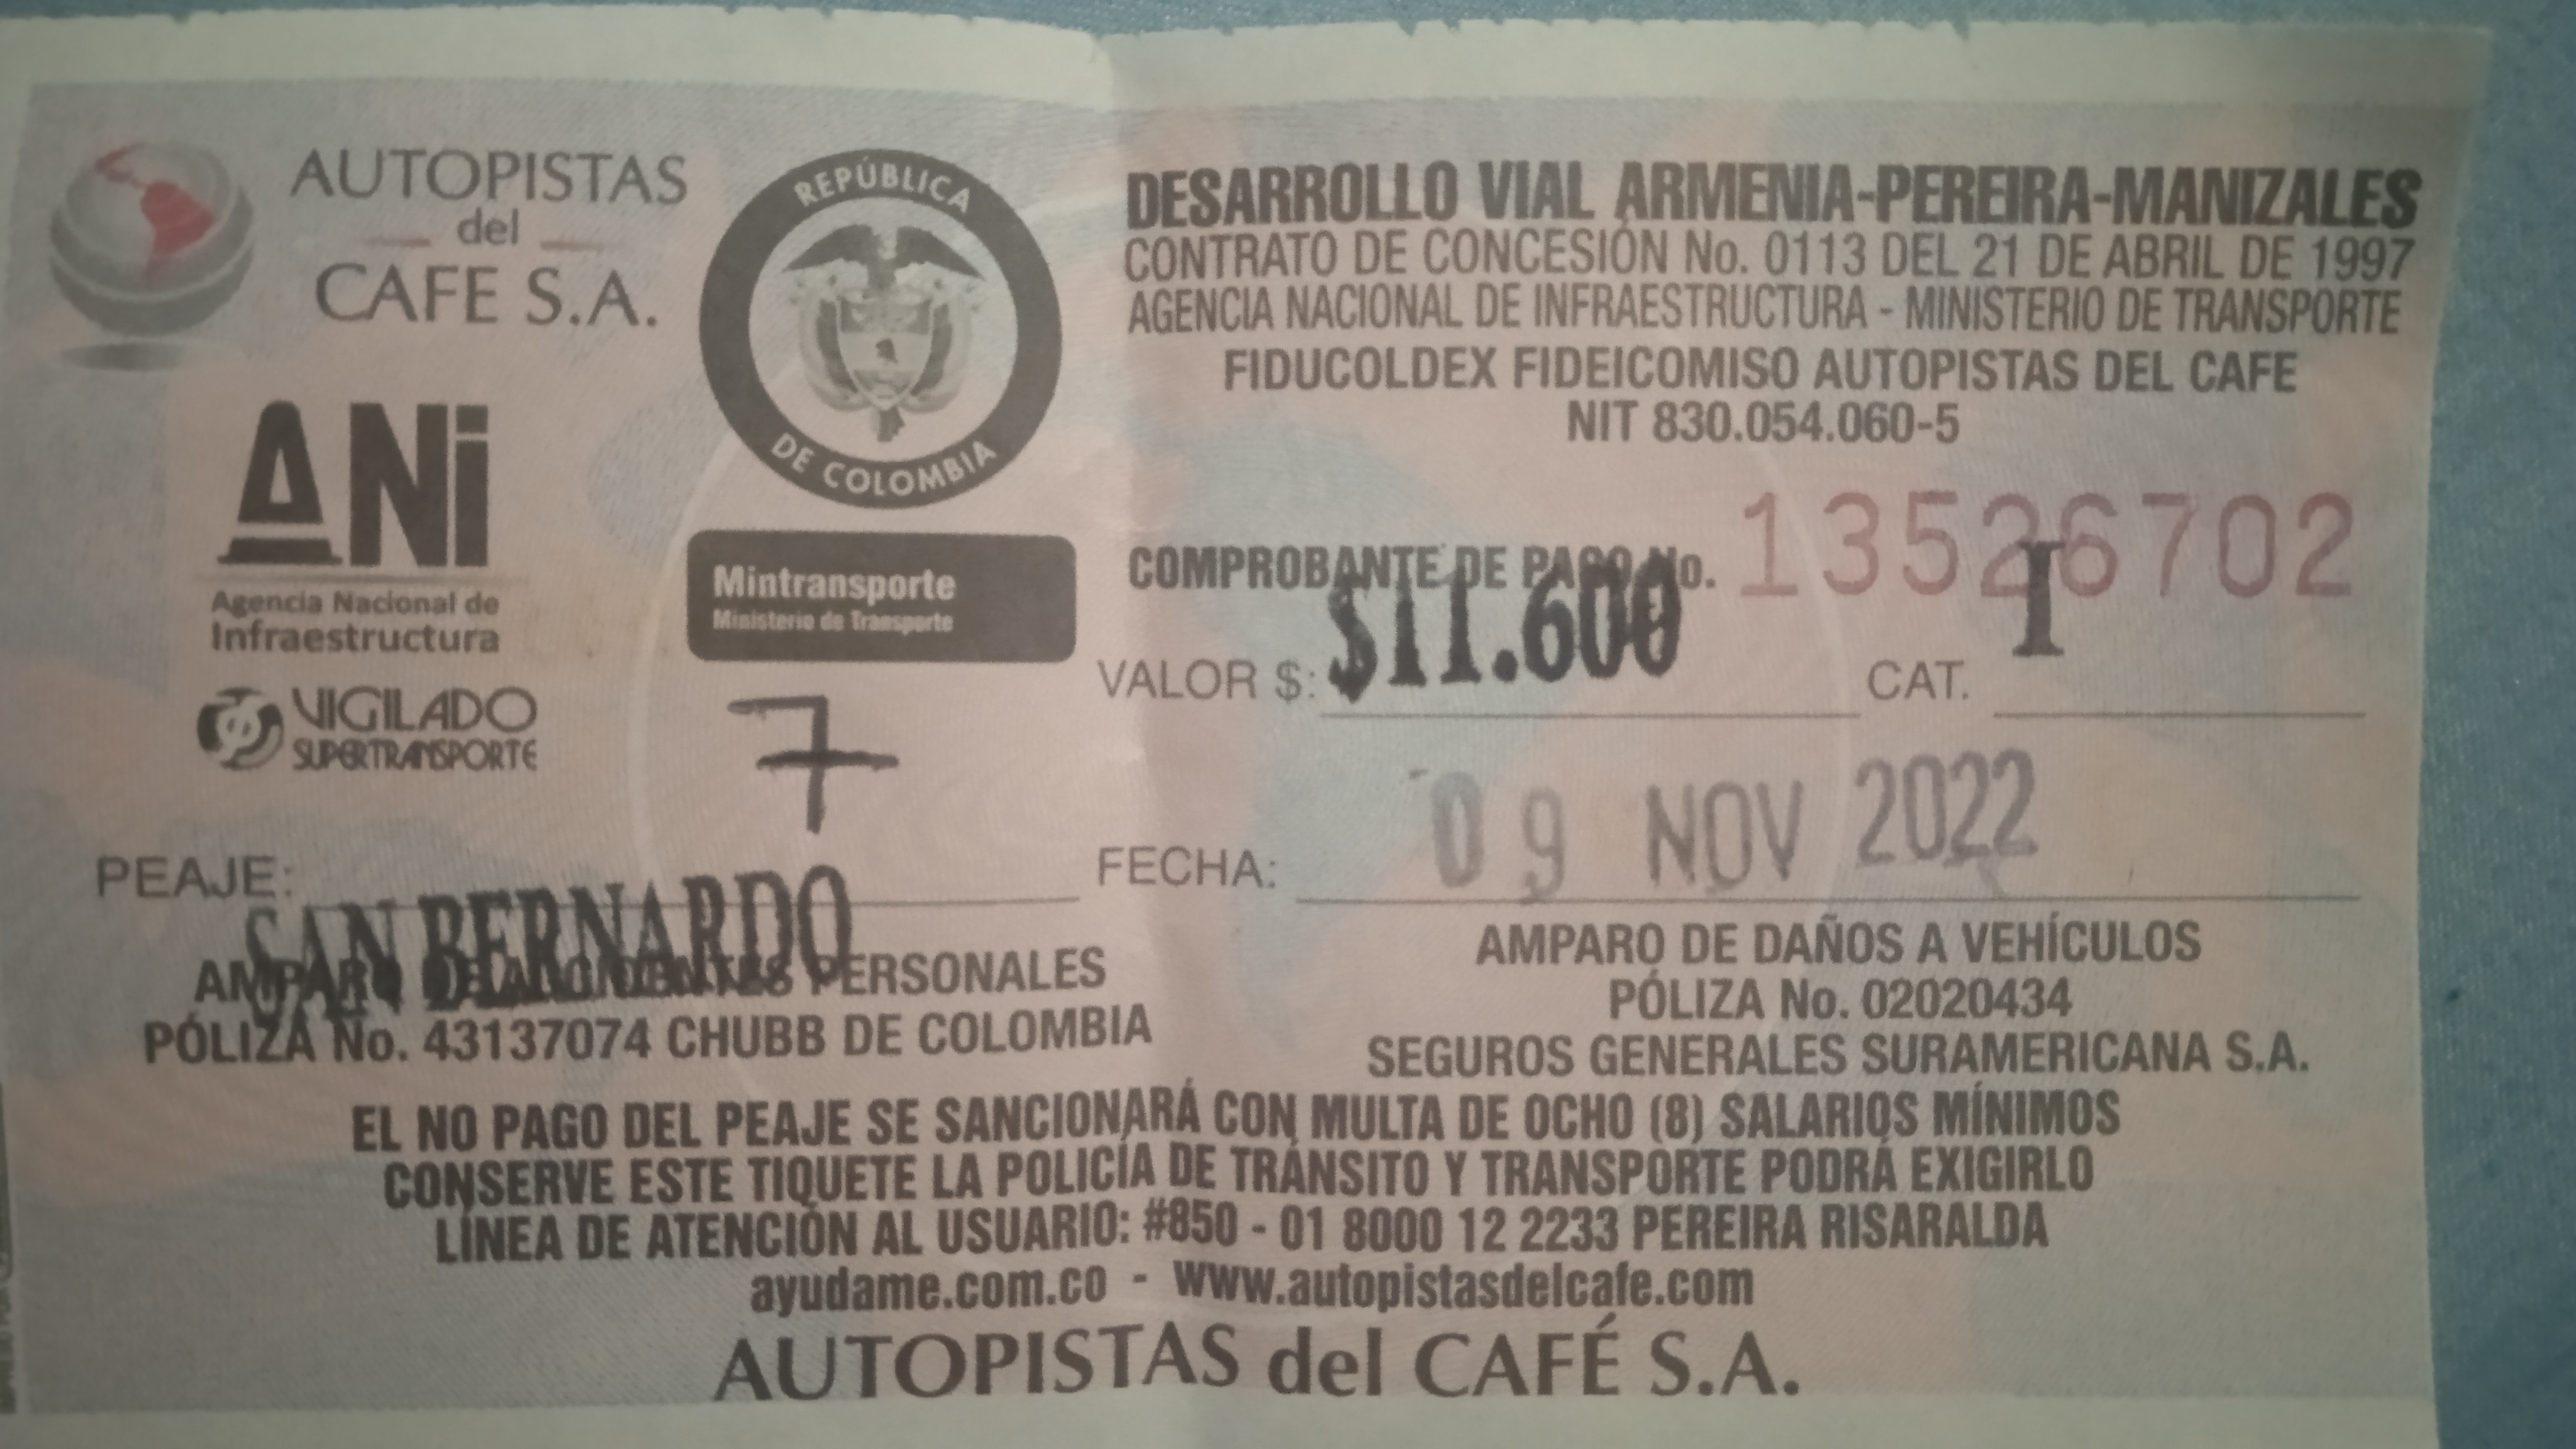 AUTOPISTAS
del
CAFE S.A.
REPÚBLICA
DE COLOMBIA
ANi
Agencia Nacional de
Infraestructura
VIGILADO
SUPERTRANSPORTE
Mintransporte
Ministerio de Transporte
7
PEAJE:
SAN BERNARDO
AMPARO DE ACCIDENTES PERSONALES
PÓLIZA No. 43137074 CHUBB DE COLOMBIA
DESARROLLO VIAL ARMENIA-PEREIRA-MANIZALES
CONTRATO DE CONCESIÓN No. 0113 DEL 21 DE ABRIL DE 1997
AGENCIA NACIONAL DE INFRAESTRUCTURA - MINISTERIO DE TRANSPORTE
FIDUCOLDEX FIDEICOMISO AUTOPISTAS DEL CAFE
NIT 830.054.060-5
COMPROBANTE DE PAGO No. 13526702
VALOR $: $11.600 CAT. I
FECHA: 09 NOV 2022
AMPARO DE DAÑOS A VEHÍCULOS
PÓLIZA No. 02020434
SEGUROS GENERALES SURAMERICANA S.A.
EL NO PAGO DEL PEAJE SE SANCIONARÁ CON MULTA DE OCHO (8) SALARIOS MÍNIMOS
CONSERVE ESTE TIQUETE LA POLICÍA DE TRÁNSITO Y TRANSPORTE PODRÁ EXIGIRLO
LÍNEA DE ATENCIÓN AL USUARIO: #850 - 01 8000 12 2233 PEREIRA RISARALDA
ayudame.com.co - www.autopistasdelcafe.com
AUTOPISTAS del CAFÉ S.A.